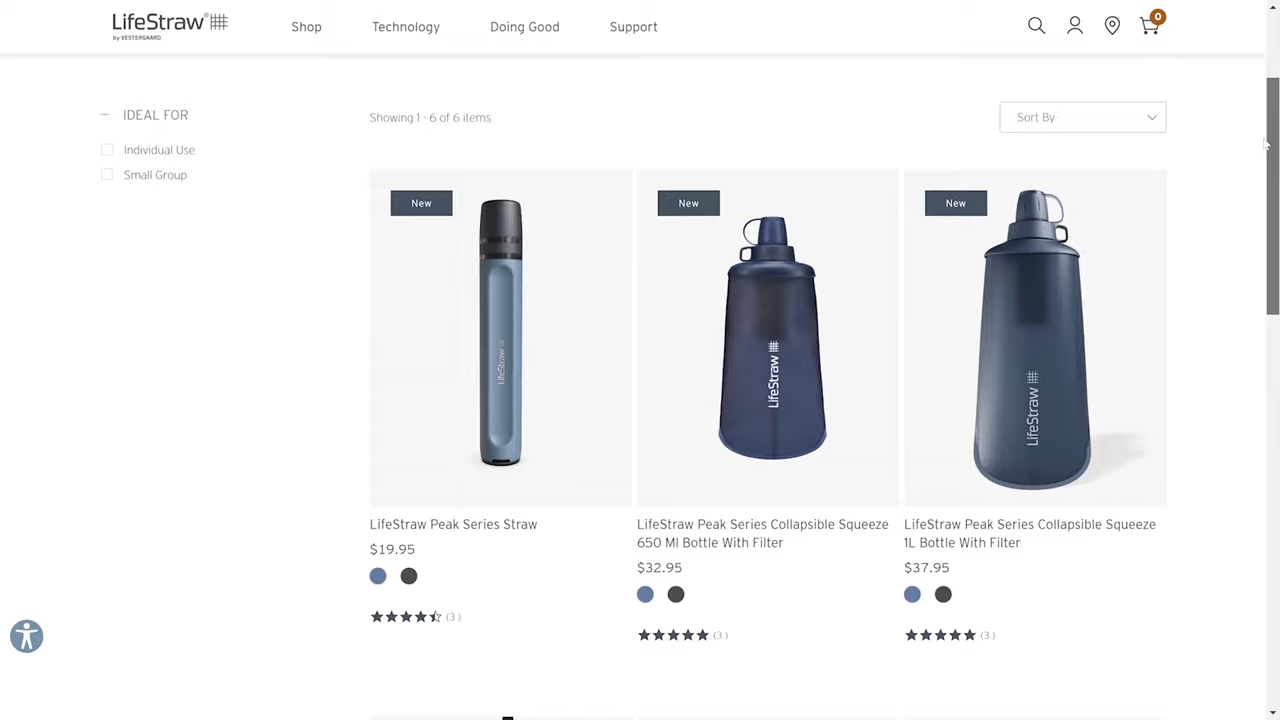 LifeStraw®
by VESTERGAARD
Shop
Technology
Doing Good
Support
0
IDEAL FOR
Individual Use
Small Group
Showing 1 - 6 of 6 items
Sort By
New
LifeStraw
New
LifeStraw
New
LifeStraw
LifeStraw Peak Series Straw
$19.95
(3)
LifeStraw Peak Series Collapsible Squeeze
650 Ml Bottle With Filter
$32.95
(3)
LifeStraw Peak Series Collapsible Squeeze
1L Bottle With Filter
$37.95
(3)